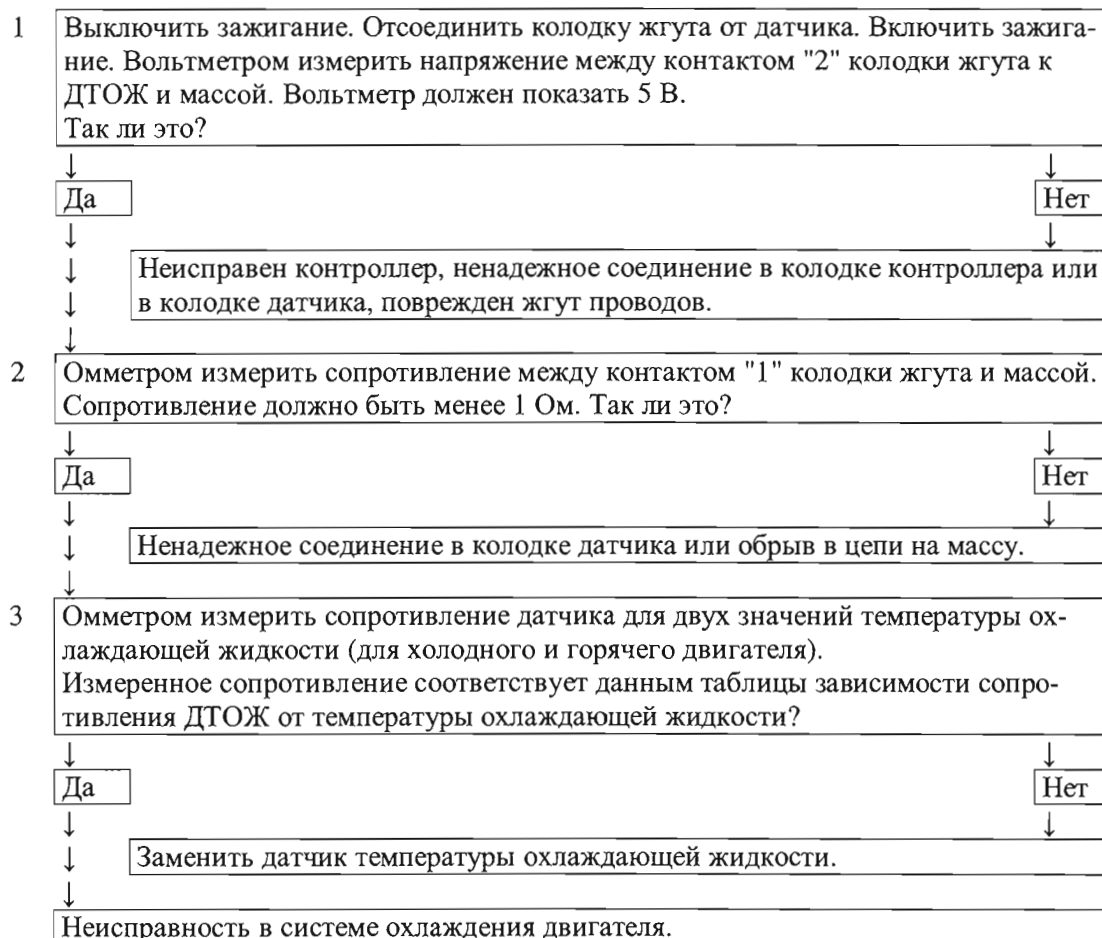 1 Выключить зажигание. Отсоединить колодку жгута от датчика. Включить зажига-
ние. Вольтметром измерить напряжение между контактом "2" колодки жгута к
ДТОЖ и массой. Вольтметр должен показать 5 В.
Так ли это?
↓ ↓
Да Нет
↓ ↓
↓ Неисправен контроллер, ненадежное соединение в колодке контроллера или
↓ в колодке датчика, поврежден жгут проводов.
↓
2 Омметром измерить сопротивление между контактом "1" колодки жгута и массой.
Сопротивление должно быть менее 1 Ом. Так ли это?
↓ ↓
Да Нет
↓ ↓
↓ Ненадежное соединение в колодке датчика или обрыв в цепи на массу.
↓
3 Омметром измерить сопротивление датчика для двух значений температуры ох-
лаждающей жидкости (для холодного и горячего двигателя).
Измеренное сопротивление соответствует данным таблицы зависимости сопро-
тивления ДТОЖ от температуры охлаждающей жидкости?
↓ ↓
Да Нет
↓ ↓
↓ Заменить датчик температуры охлаждающей жидкости.
↓
Неисправность в системе охлаждения двигателя.